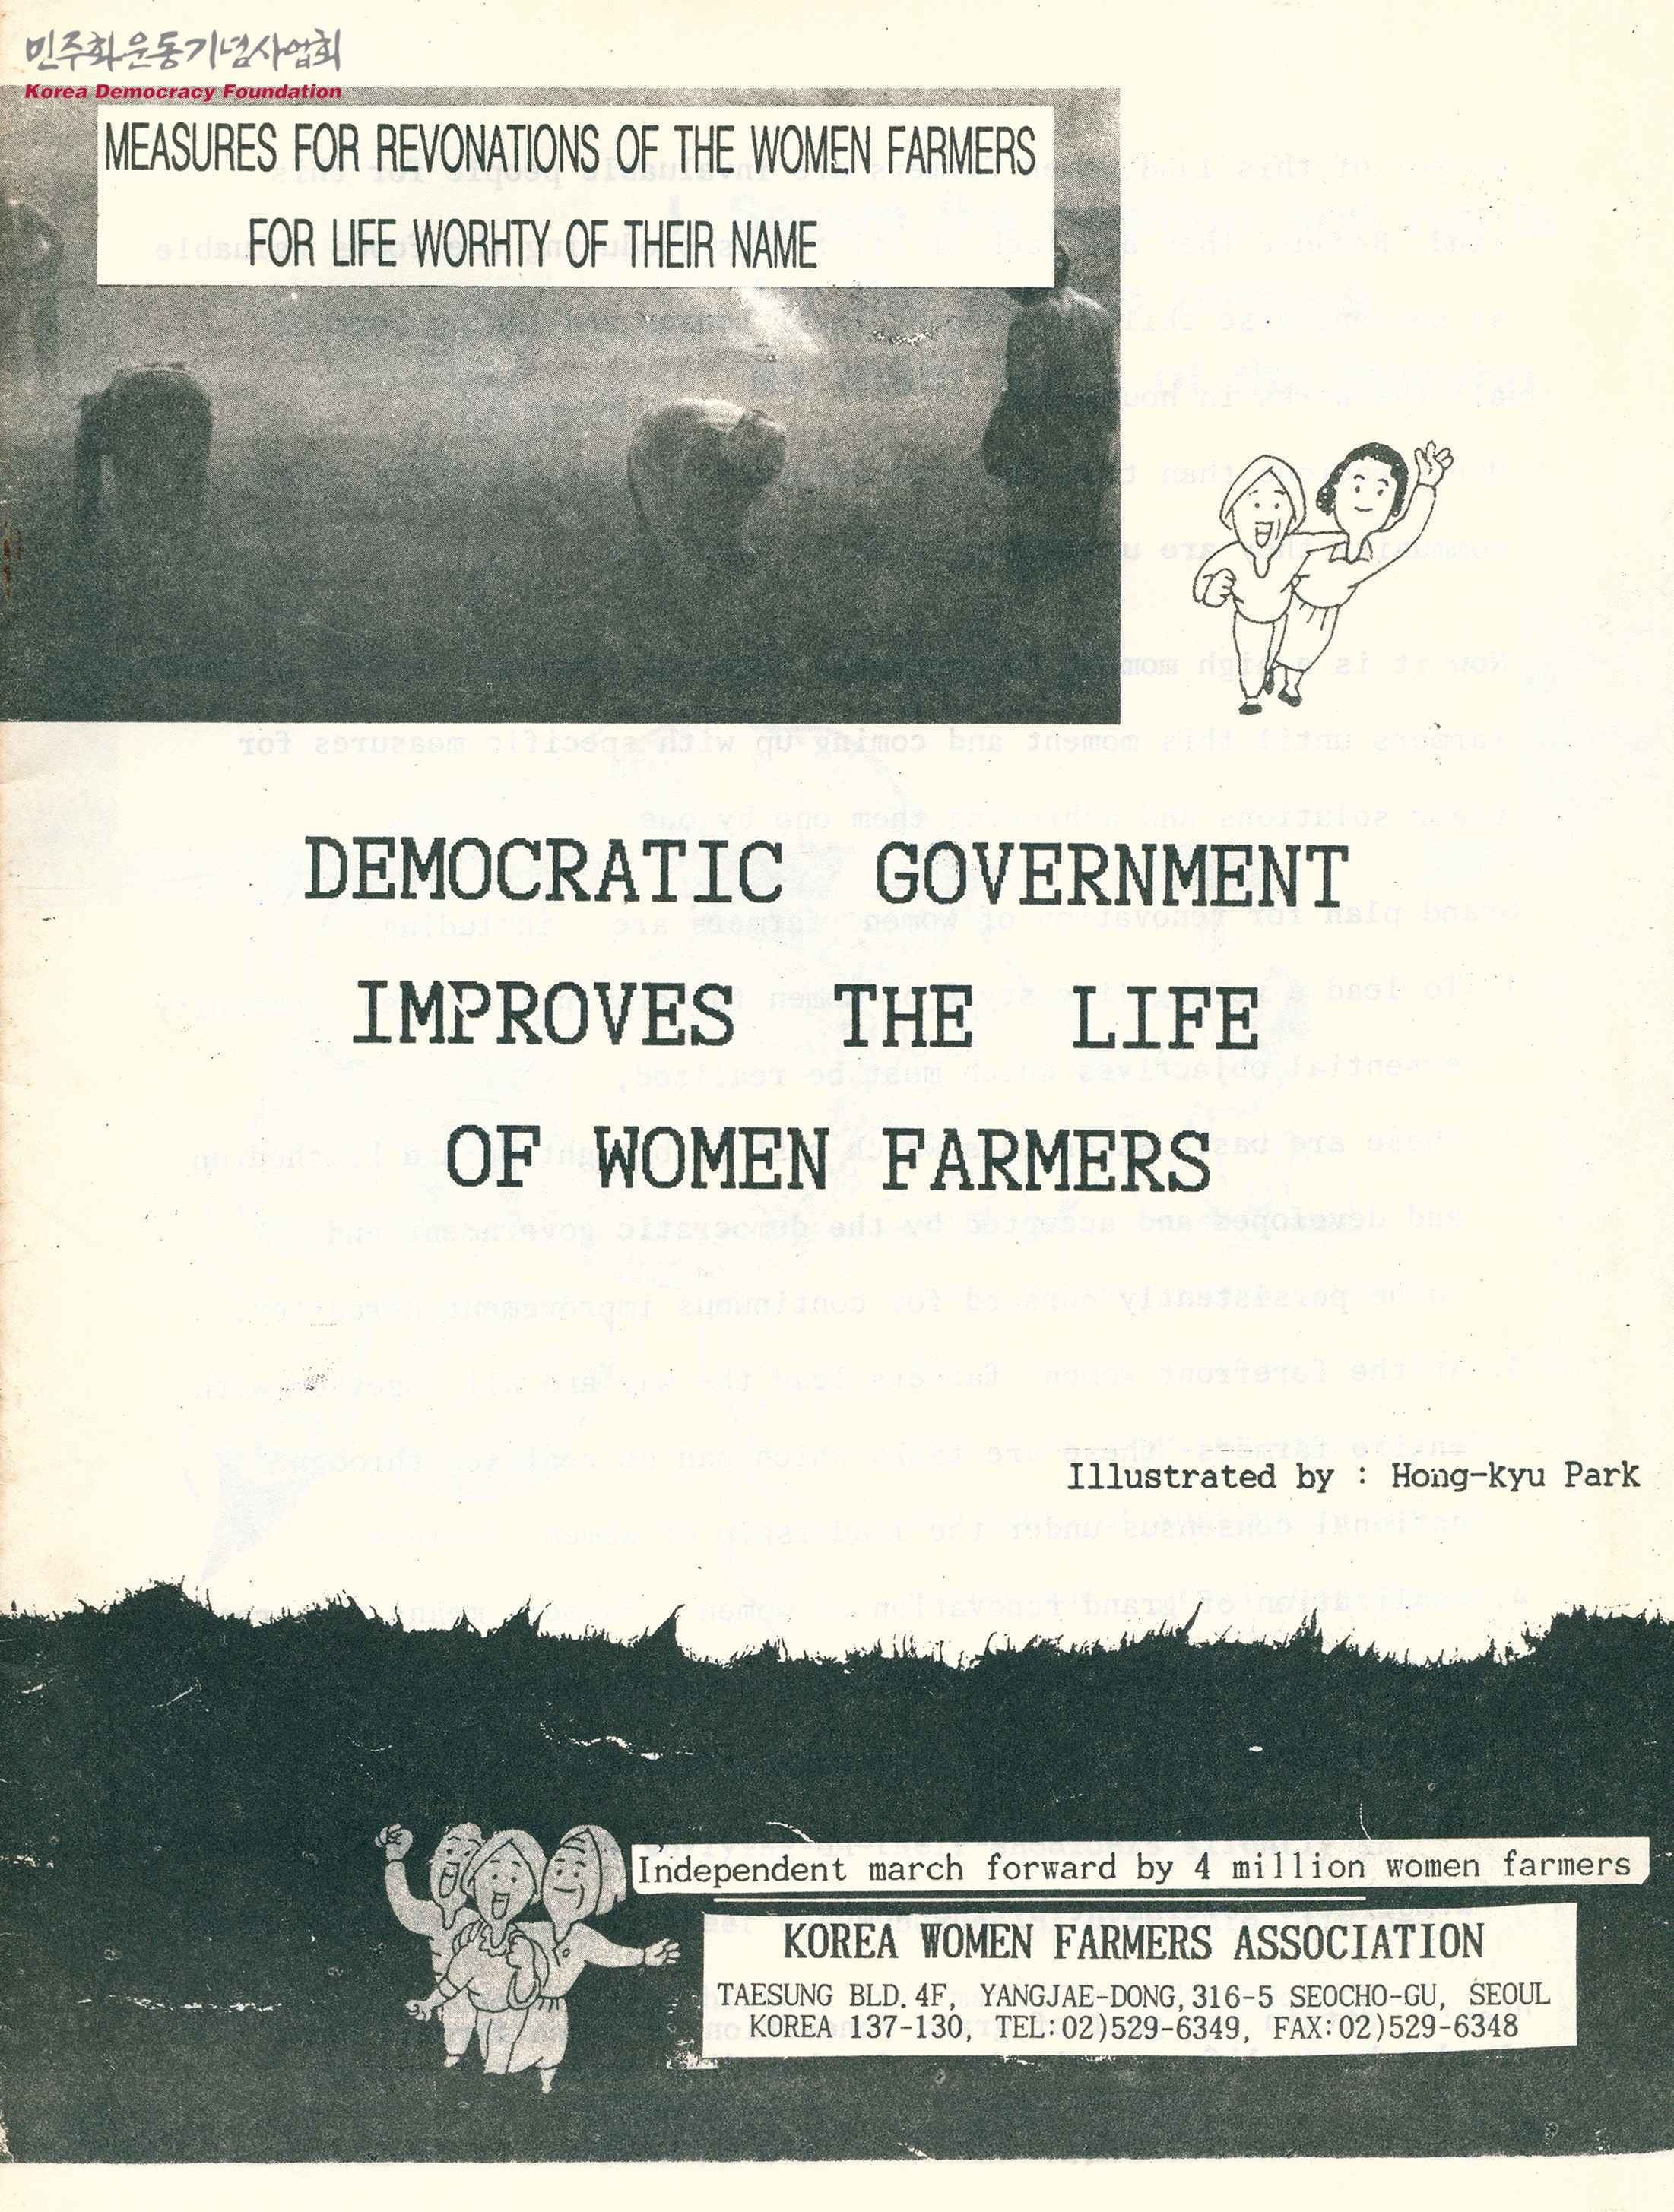 민주화운동기념사업회
Korea Democracy Foundation
MEASURES FOR REVONATIONS OF THE WOMEN FARMERS
FOR LIFE WORHTY OF THEIR NAME
DEMOCRATIC GOVERNMENT
IMPROVES THE LIFE
OF WOMEN FARMERS
Illustrated by : Hong-kyu Park
Independent march forward by 4 million women farmers
KOREA WOMEN FARMERS ASSOCIATION
TAESUNG BLD.4F, YANGJAE-DONG,316-5 SEOCHO-GU, SEOUL
KOREA 137-130, TEL:02)529-6349, FAX:02)529-6348